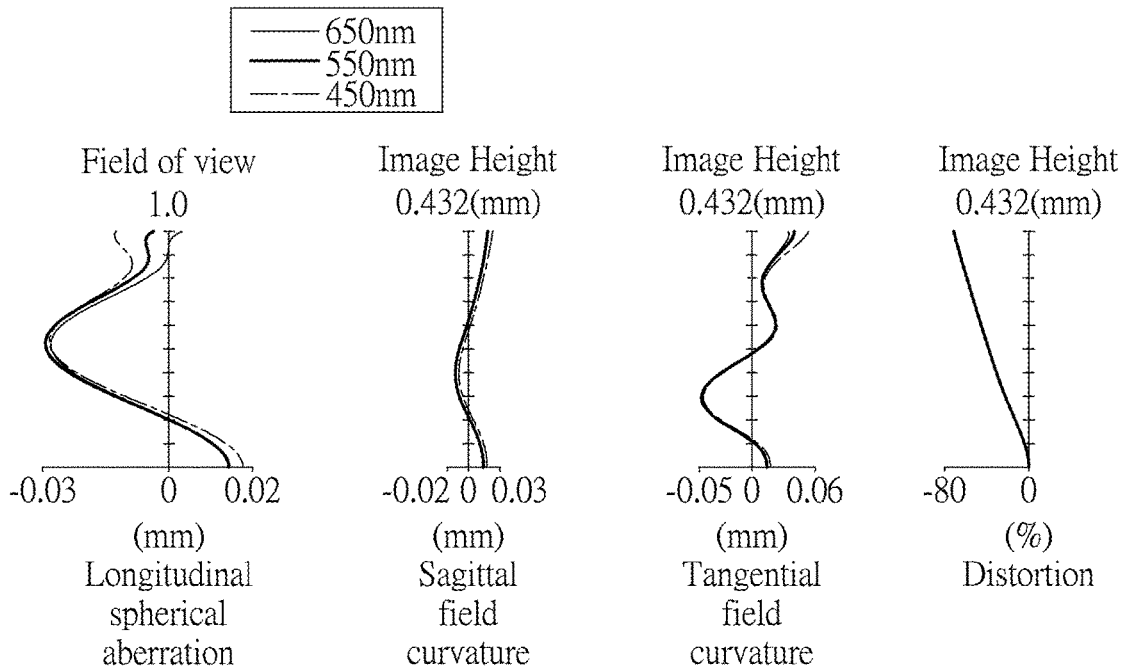 650nm
550nm
450nm
Field of view
1.0
-0.03 0 0.02
(mm)
Longitudinal
spherical
aberration
Image Height
0.432(mm)
-0.02 0 0.03
(mm)
Sagittal
field
curvature
Image Height
0.432(mm)
-0.05 0 0.06
(mm)
Tangential
field
curvature
Image Height
0.432(mm)
-80 0
(%)
Distortion